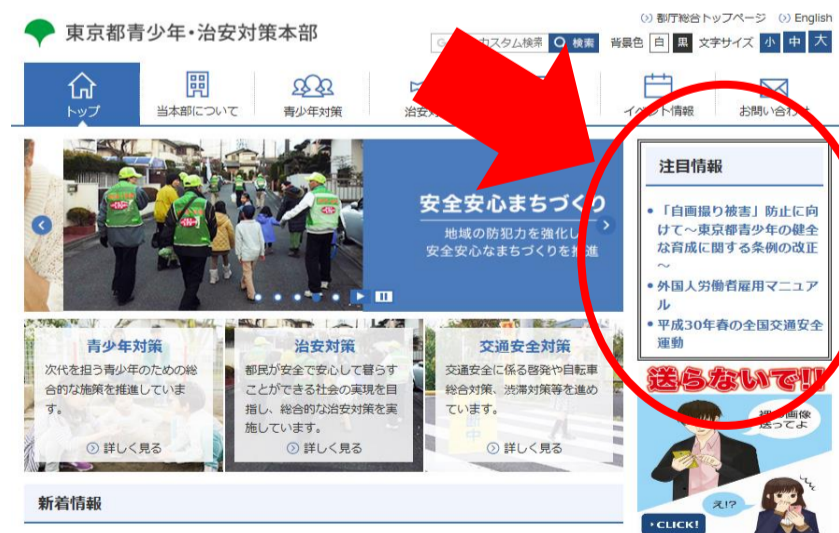 都庁総合トップページ English
東京都青少年・治安対策本部
カスタム検索 検索 背景色 白 黒 文字サイズ 小 中 大
トップ 当本部について 青少年対策 治安 イベント情報 お問い合わせ
安全安心まちづくり
地域の防犯力を強化し
安全安心なまちづくりを推進
注目情報
・「自画撮り被害」防止に向
けて~東京都青少年の健全
な育成に関する条例の改正
~
・外国人労働者雇用マニュア
ル
・平成30年春の全国交通安全
運動
青少年対策
次代を担う青少年のための総
合的な施策を推進していま
す。
詳しく見る
治安対策
都民が安全で安心して暮らす
ことができる社会の実現を目
指し、総合的な治安対策を実
施しています。
詳しく見る
交通安全対策
交通安全に係る啓発や自転車
総合対策、渋滞対策等を進め
ています。
詳しく見る
送らないで!!
裸の画像
送ってよ
え!?
CLICK!
新着情報